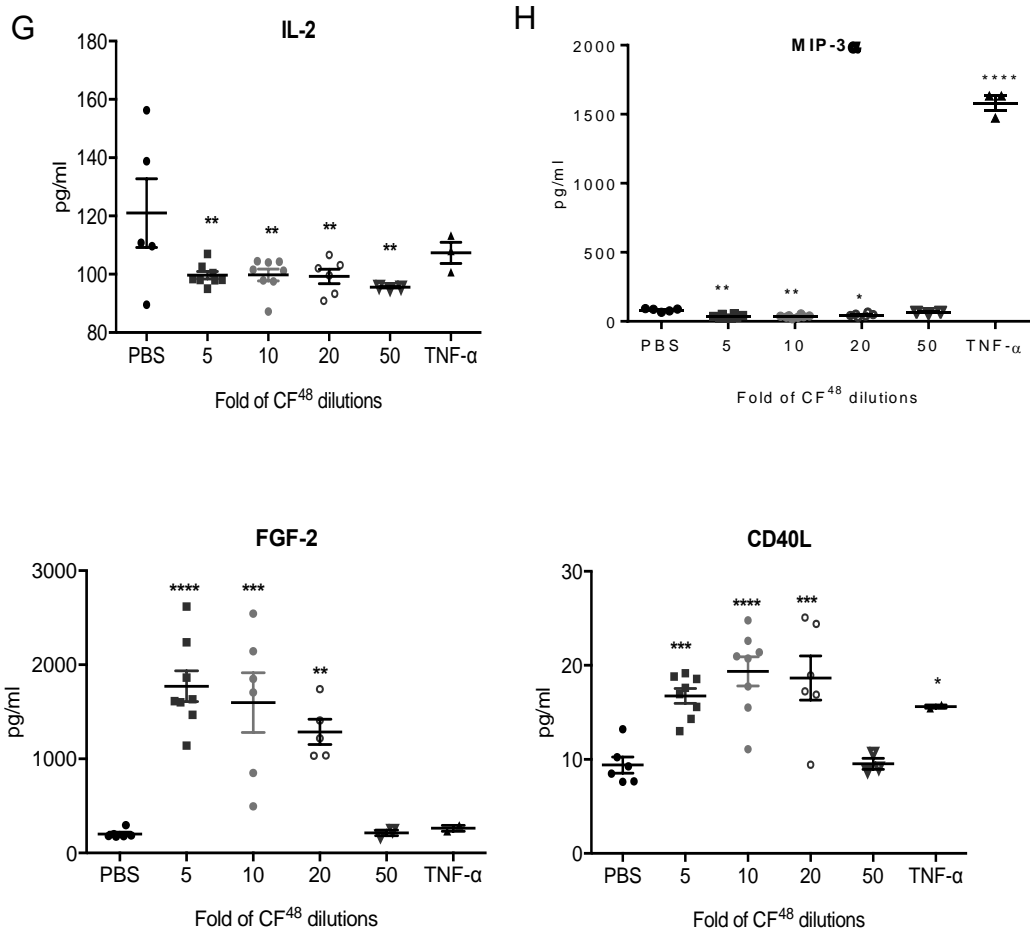 G
IL-2
180
160
140
120
100
80
pg/ml
** ** ** **
PBS 5 10 20 50 TNF-α
Fold of CF⁴⁸ dilutions
H
MIP-3α
2000
1500
1000
500
0
pg/ml
** ** * ****
PBS 5 10 20 50 TNF-α
Fold of CF⁴⁸ dilutions
FGF-2
3000
2000
1000
0
pg/ml
**** *** **
PBS 5 10 20 50 TNF-α
Fold of CF⁴⁸ dilutions
CD40L
30
20
10
0
pg/ml
*** **** *** *
PBS 5 10 20 50 TNF-α
Fold of CF⁴⁸ dilutions